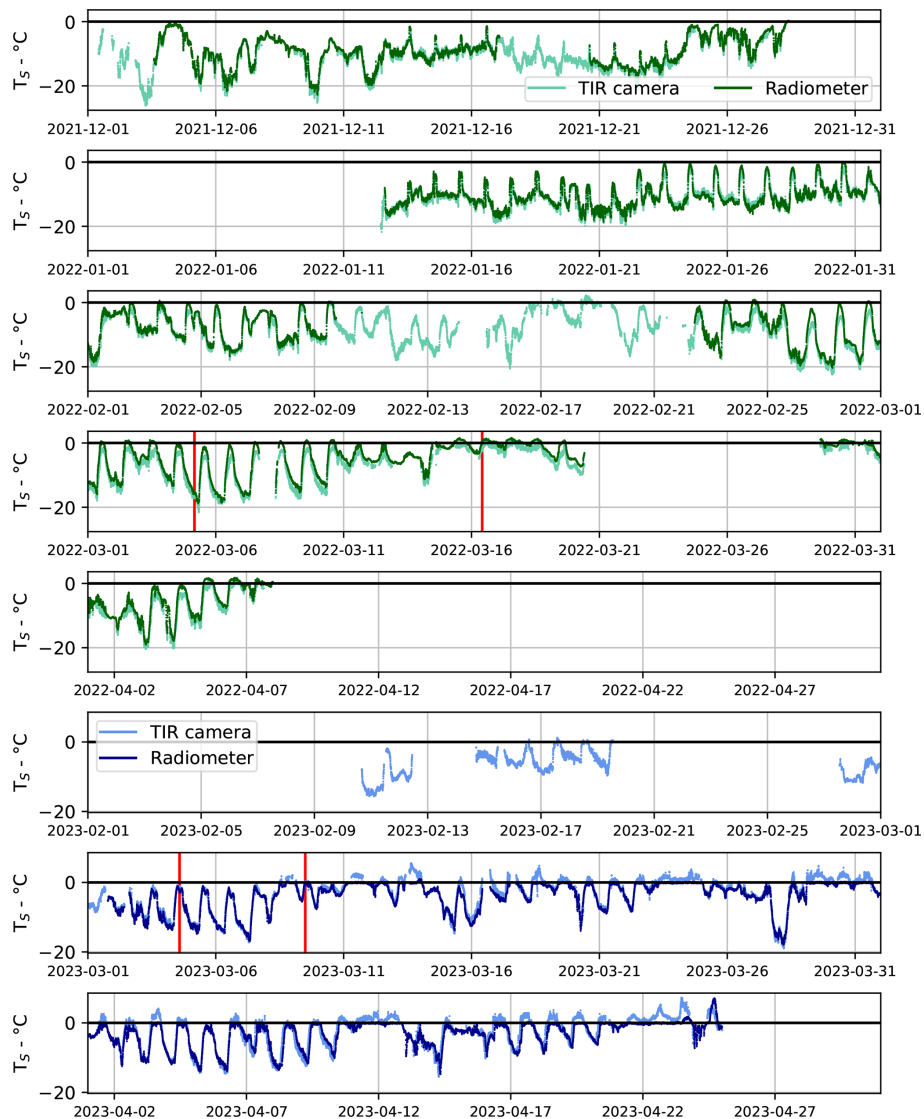 T_S - °C
0
−20
TIR camera Radiometer
2021-12-01 2021-12-06 2021-12-11 2021-12-16 2021-12-21 2021-12-26 2021-12-31
T_S - °C
0
−20
2022-01-01 2022-01-06 2022-01-11 2022-01-16 2022-01-21 2022-01-26 2022-01-31
T_S - °C
0
−20
2022-02-01 2022-02-05 2022-02-09 2022-02-13 2022-02-17 2022-02-21 2022-02-25 2022-03-01
T_S - °C
0
−20
2022-03-01 2022-03-06 2022-03-11 2022-03-16 2022-03-21 2022-03-26 2022-03-31
T_S - °C
0
−20
2022-04-02 2022-04-07 2022-04-12 2022-04-17 2022-04-22 2022-04-27
T_S - °C
TIR camera
0
Radiometer
−20
2023-02-01 2023-02-05 2023-02-09 2023-02-13 2023-02-17 2023-02-21 2023-02-25 2023-03-01
T_S - °C
0
−20
2023-03-01 2023-03-06 2023-03-11 2023-03-16 2023-03-21 2023-03-26 2023-03-31
T_S - °C
0
−20
2023-04-02 2023-04-07 2023-04-12 2023-04-17 2023-04-22 2023-04-27